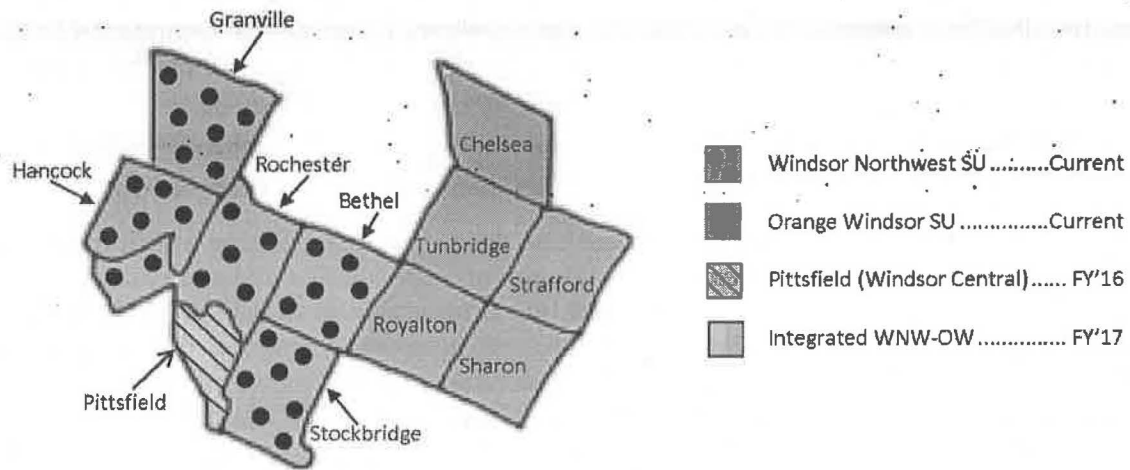 Granville
Hancock
Rochester
Bethel
Chelsea
Tunbridge
Strafford
Royalton
Sharon
Pittsfield
Stockbridge
Windsor Northwest SU ..........Current
Orange Windsor SU ...............Current
Pittsfield (Windsor Central)...... FY'16
Integrated WNW-OW ............... FY'17